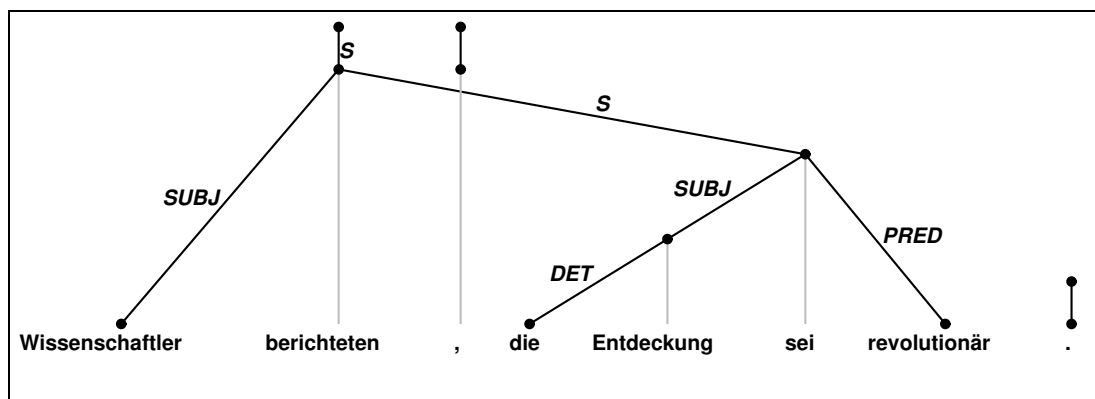 S
S
SUBJ
SUBJ
PRED
DET
Wissenschaftler berichteten , die Entdeckung sei revolutionär .